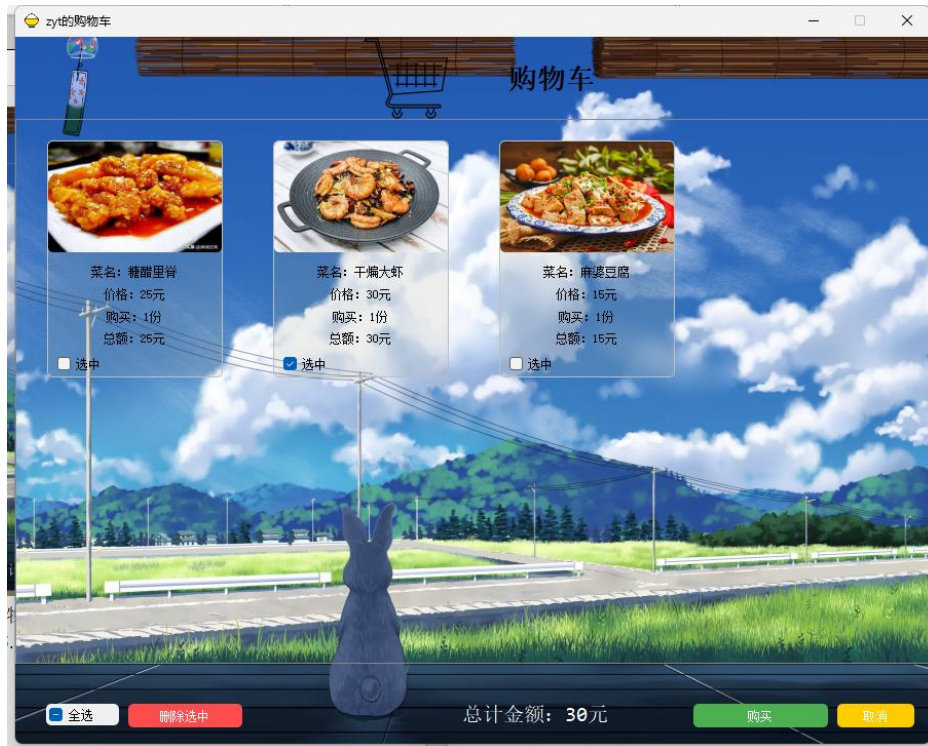 zyt的购物车
购物车
菜名：糖醋里脊
价格：25元
购买：1份
总额：25元
选中
菜名：干煸大虾
价格：30元
购买：1份
总额：30元
选中
菜名：麻婆豆腐
价格：15元
购买：1份
总额：15元
选中
全选
删除选中
总计金额：30元
购买
取消